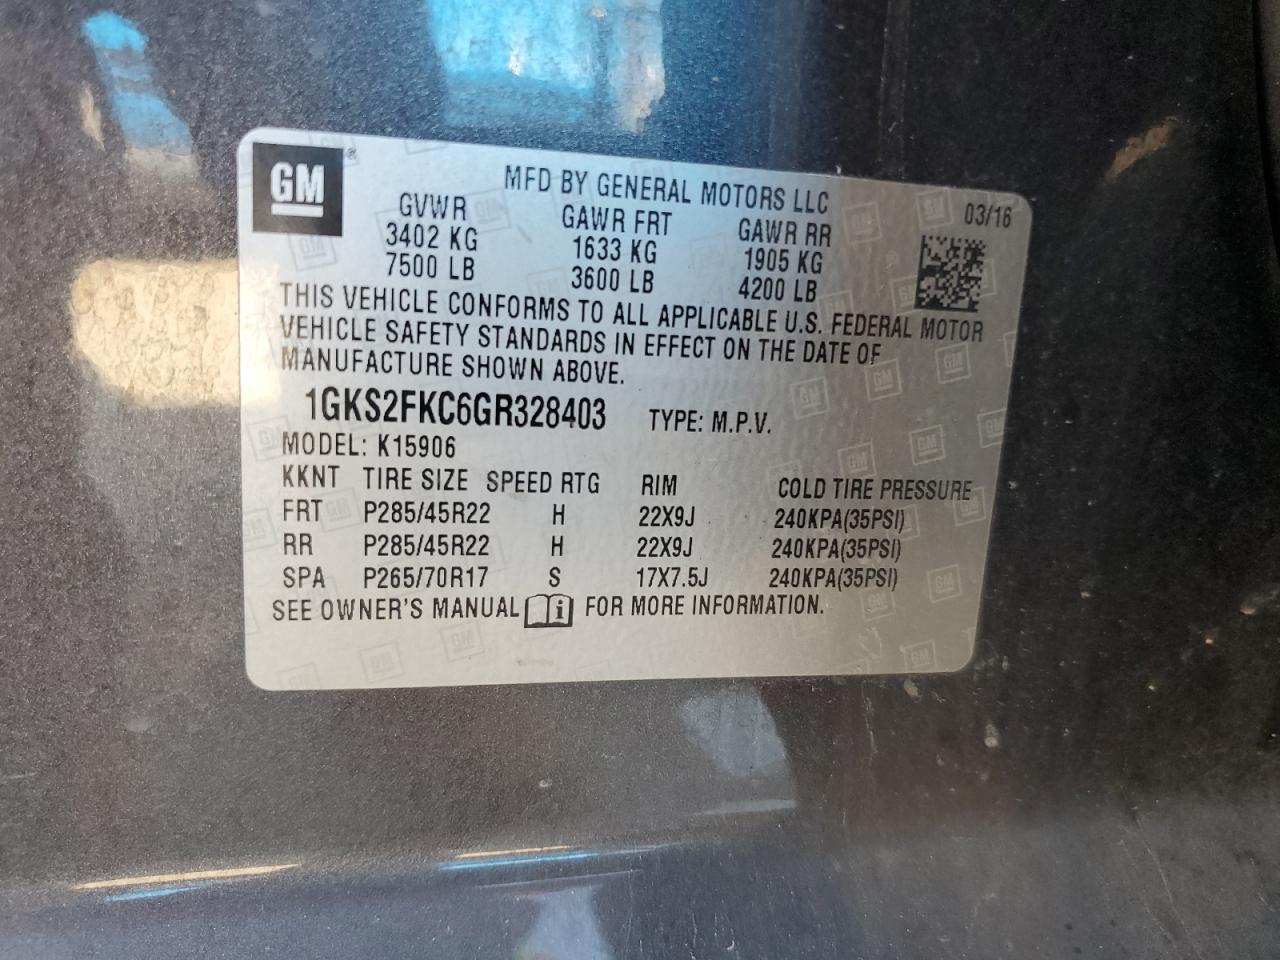 GM®
MFD BY GENERAL MOTORS LLC
03/16
GVWR GAWR FRT GAWR RR
3402 KG 1633 KG 1905 KG
7500 LB 3600 LB 4200 LB
THIS VEHICLE CONFORMS TO ALL APPLICABLE U.S. FEDERAL MOTOR
VEHICLE SAFETY STANDARDS IN EFFECT ON THE DATE OF
MANUFACTURE SHOWN ABOVE.
1GKS2FKC6GR328403 TYPE: M.P.V.
MODEL: K15906
KKNT TIRE SIZE SPEED RTG RIM COLD TIRE PRESSURE
FRT P285/45R22 H 22X9J 240KPA(35PSI)
RR P285/45R22 H 22X9J 240KPA(35PSI)
SPA P265/70R17 S 17X7.5J 240KPA(35PSI)
SEE OWNER'S MANUAL i FOR MORE INFORMATION.